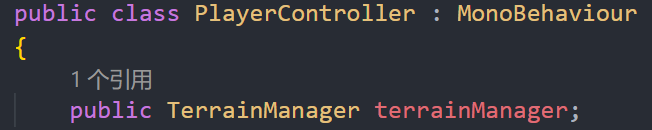 public class PlayerController : MonoBehaviour
{
1 个引用
public TerrainManager terrainManager;